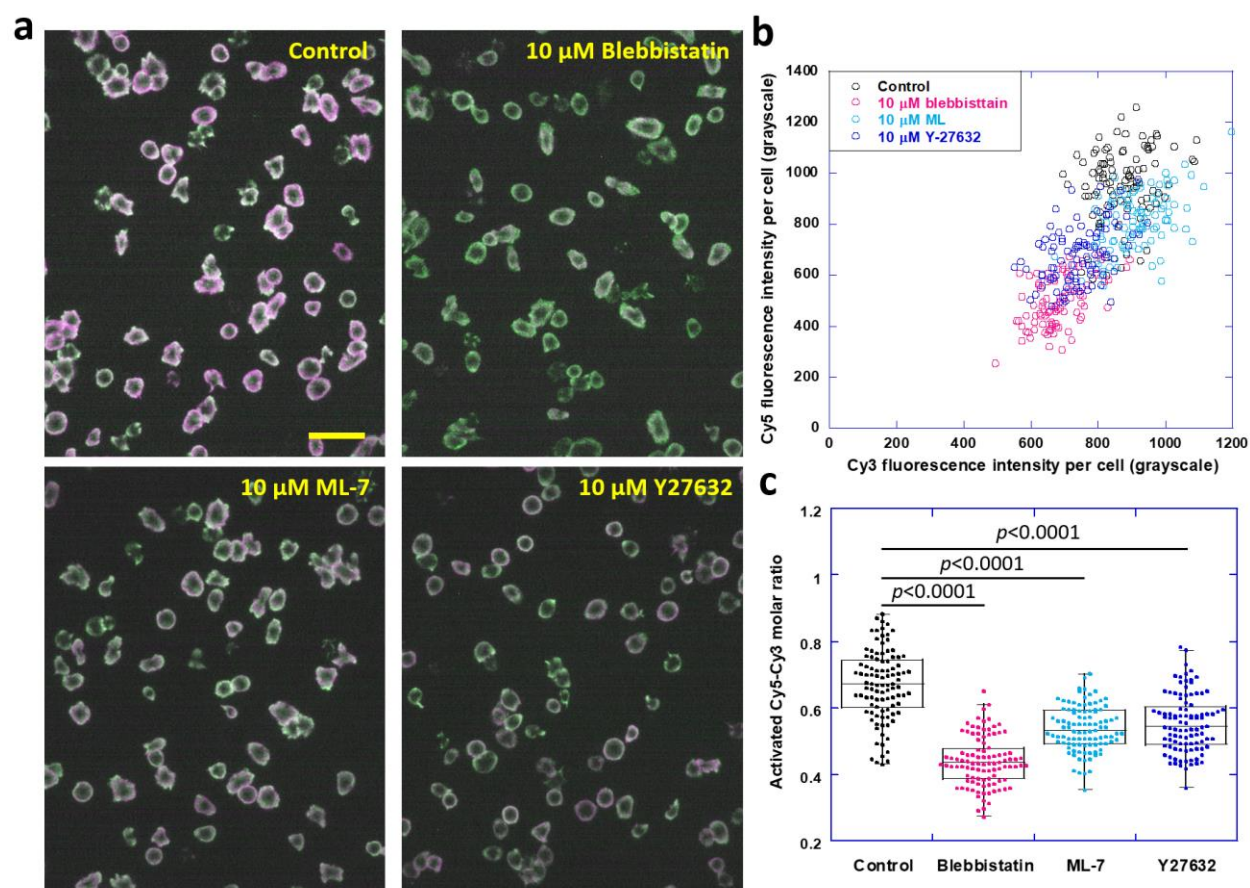 a
Control
10 µM Blebbistatin
10 µM ML-7
10 µM Y27632
b
Cy5 fluorescence intensity per cell (grayscale)
1400
1200
1000
800
600
400
200
0
Control
10 µM blebbisttain
10 µM ML
10 µM Y-27632
0 200 400 600 800 1000 1200
Cy3 fluorescence intensity per cell (grayscale)
c
Activated Cy5-Cy3 molar ratio
1.2
1
0.8
0.6
0.4
0.2
p<0.0001
p<0.0001
p<0.0001
Control Blebbistatin ML-7 Y27632